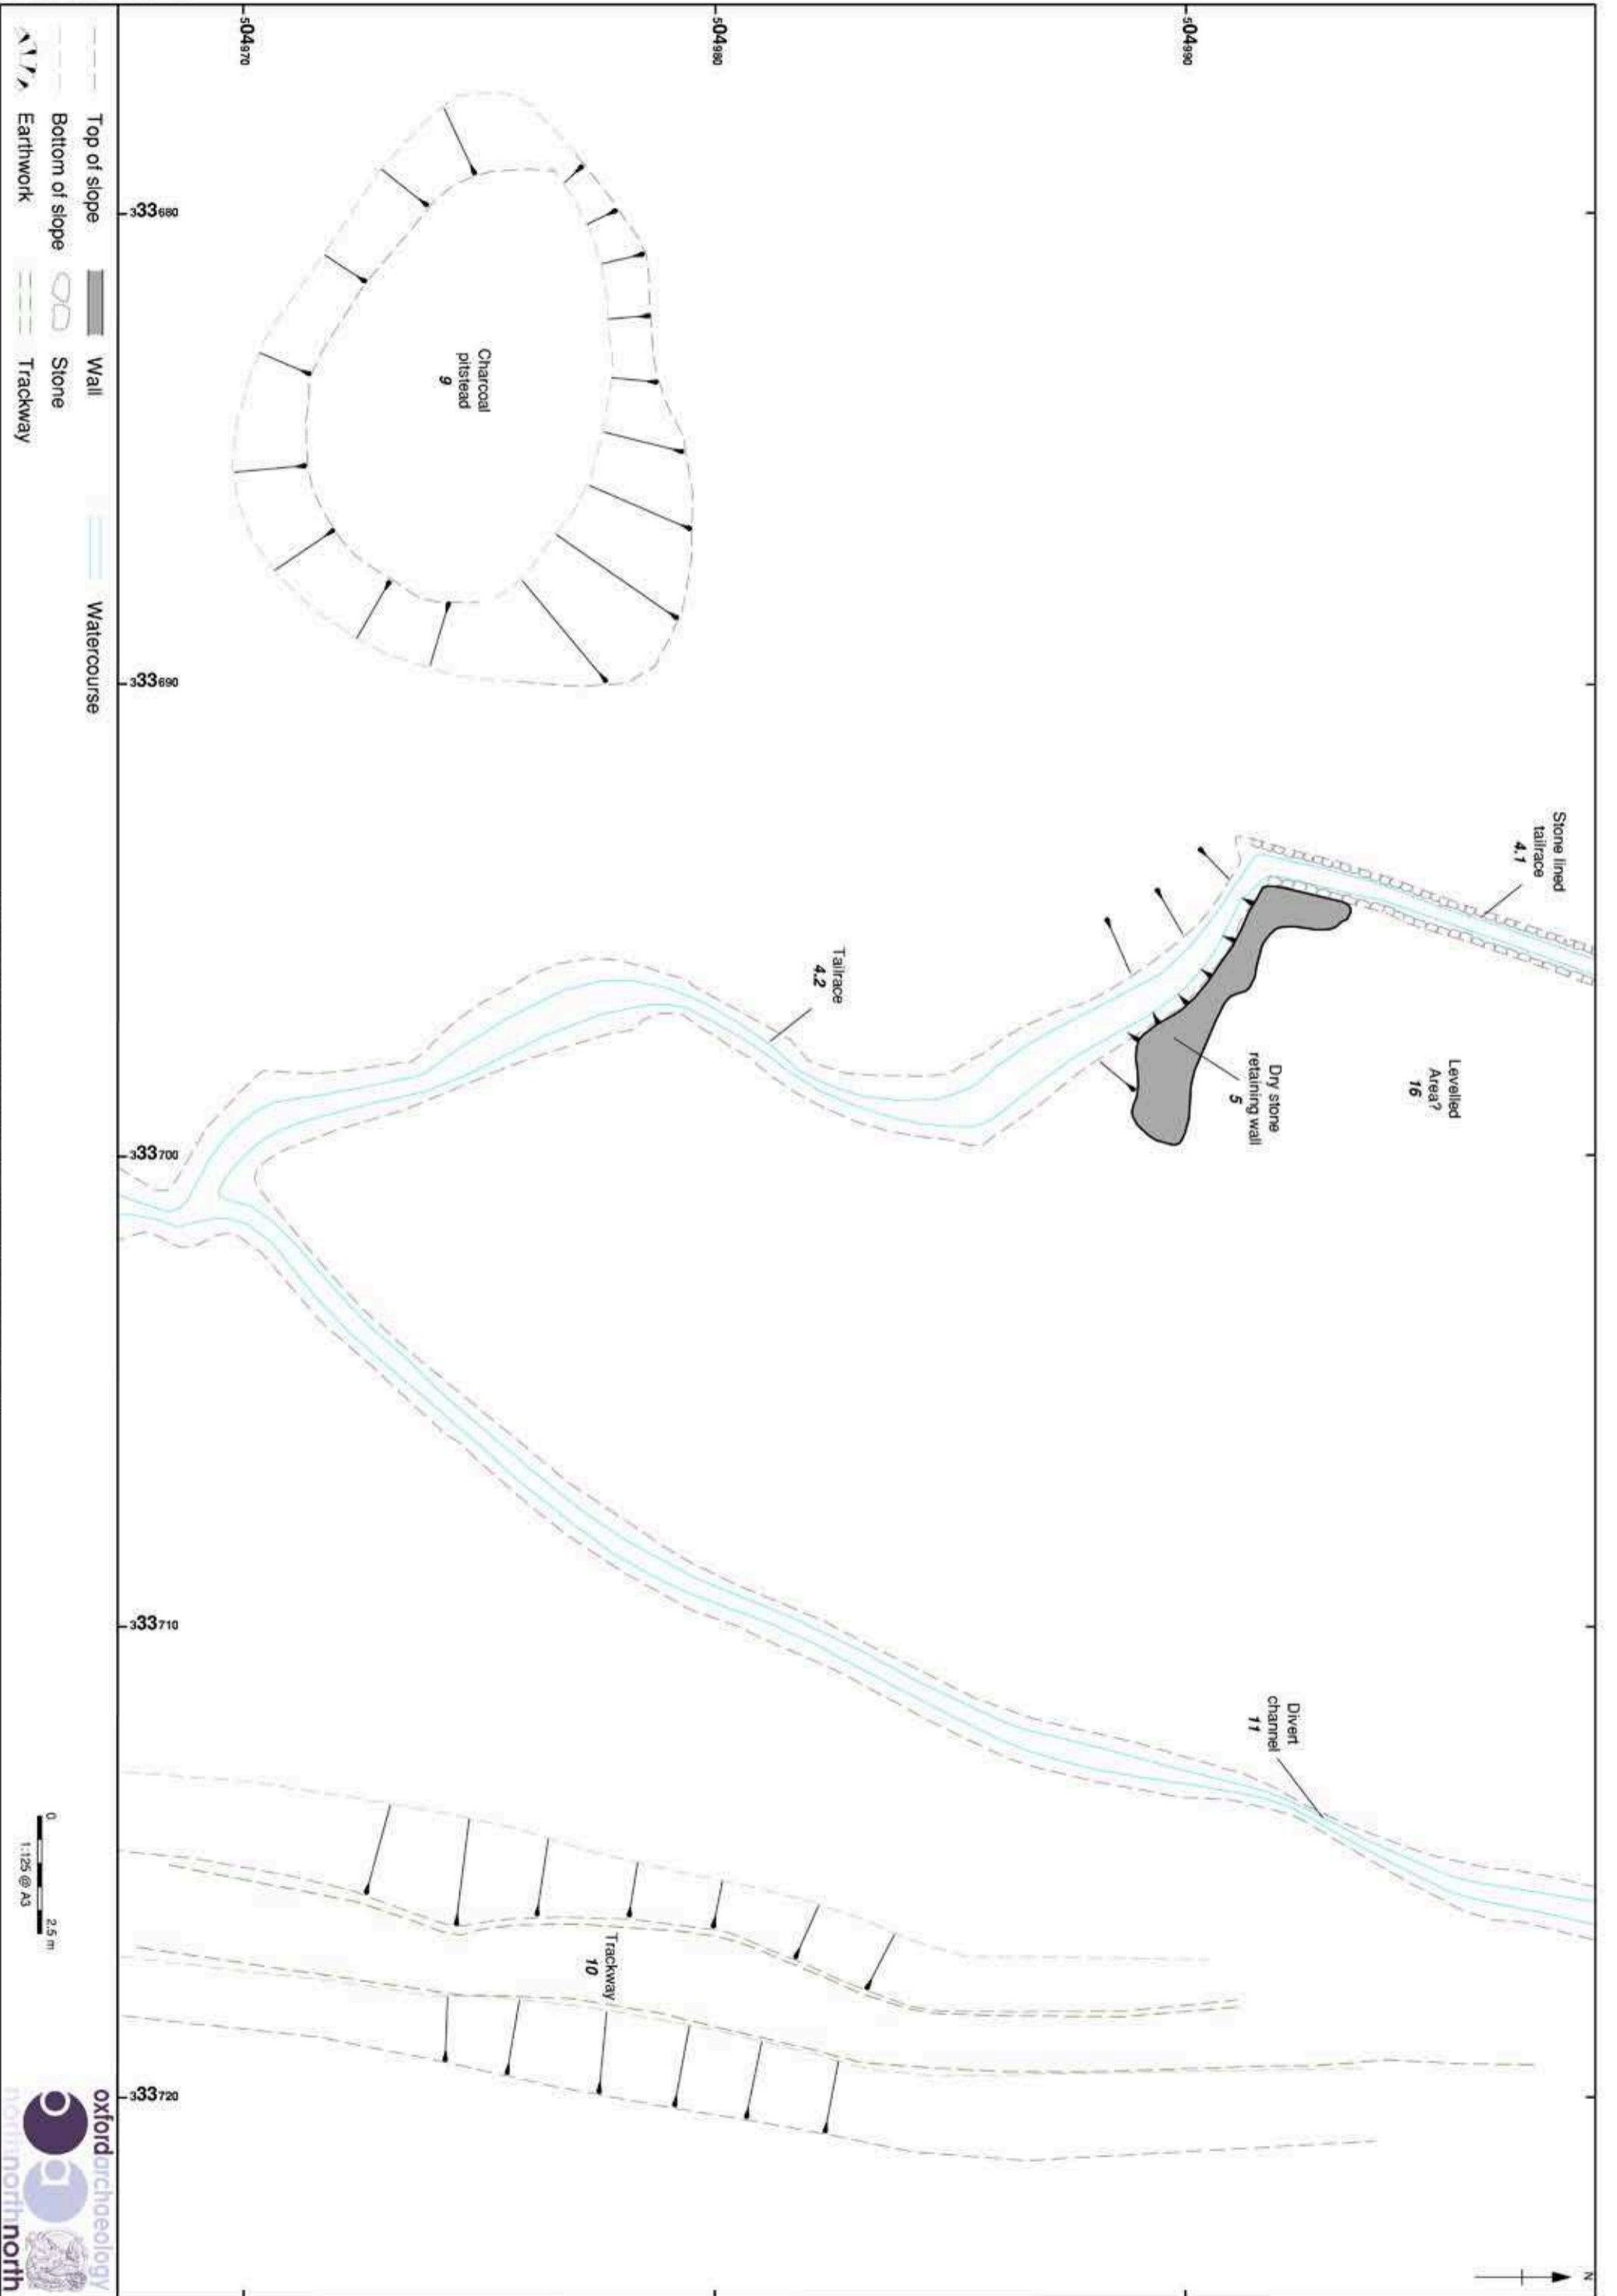 N
504990
504980
504970
333680
333690
333700
333710
333720
Stone lined
tailrace
4.1
Levelled
Area?
16
Dry stone
retaining wall
5
Divert
channel
11
Tailrace
4.2
Charcoal
pitstead
9
Trackway
10
Top of slope
Bottom of slope
Earthwork
Wall
Stone
Trackway
Watercourse
0
2.5 m
1:125 @ A3
oxfordarchaeology
northnorthnorth